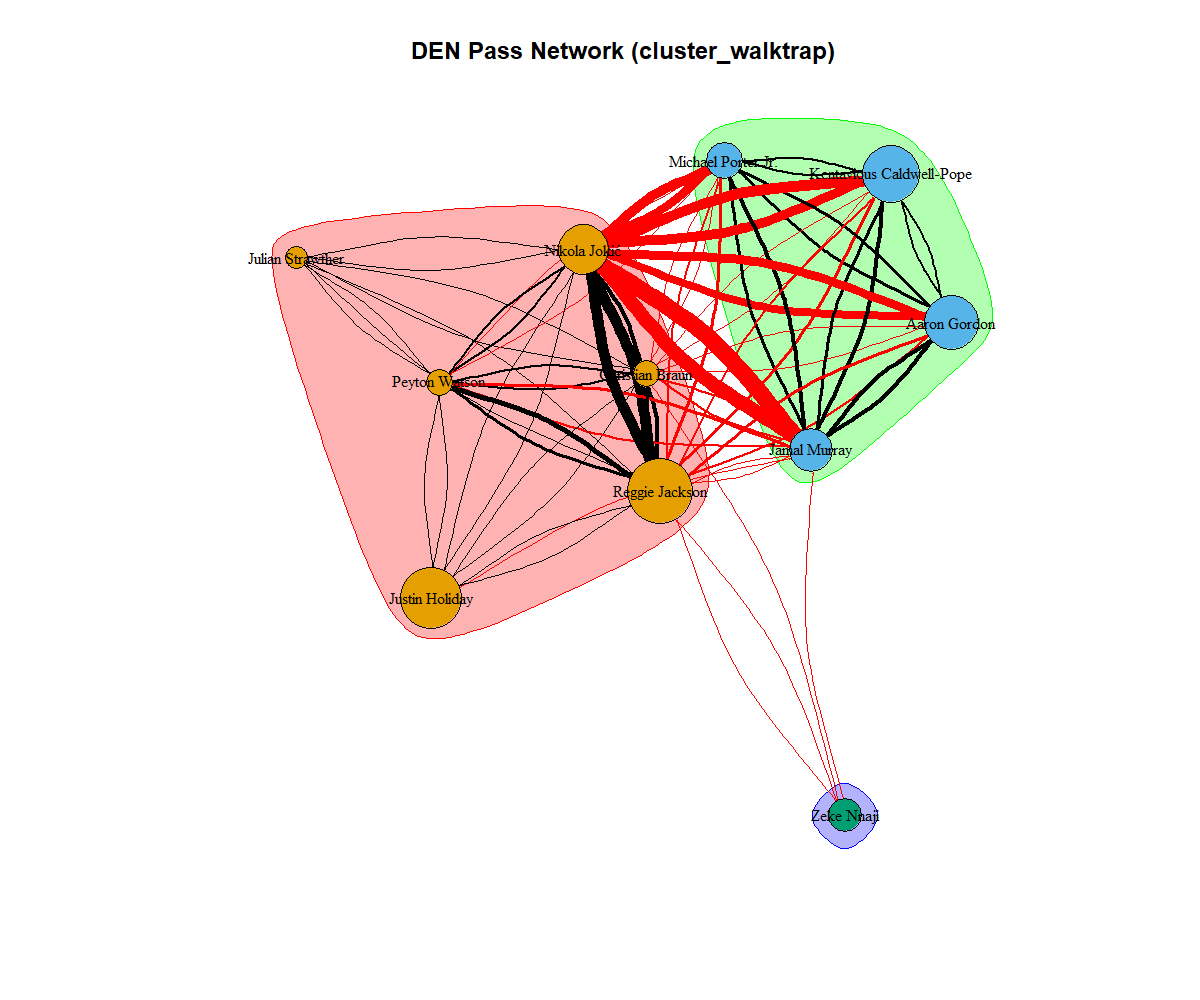 DEN Pass Network (cluster_walktrap)
Michael Porter Jr.
Kentavious Caldwell-Pope
Nikola Jokić
Julian Strawther
Aaron Gordon
Christian Braun
Peyton Watson
Jamal Murray
Reggie Jackson
Justin Holiday
Zeke Nnaji